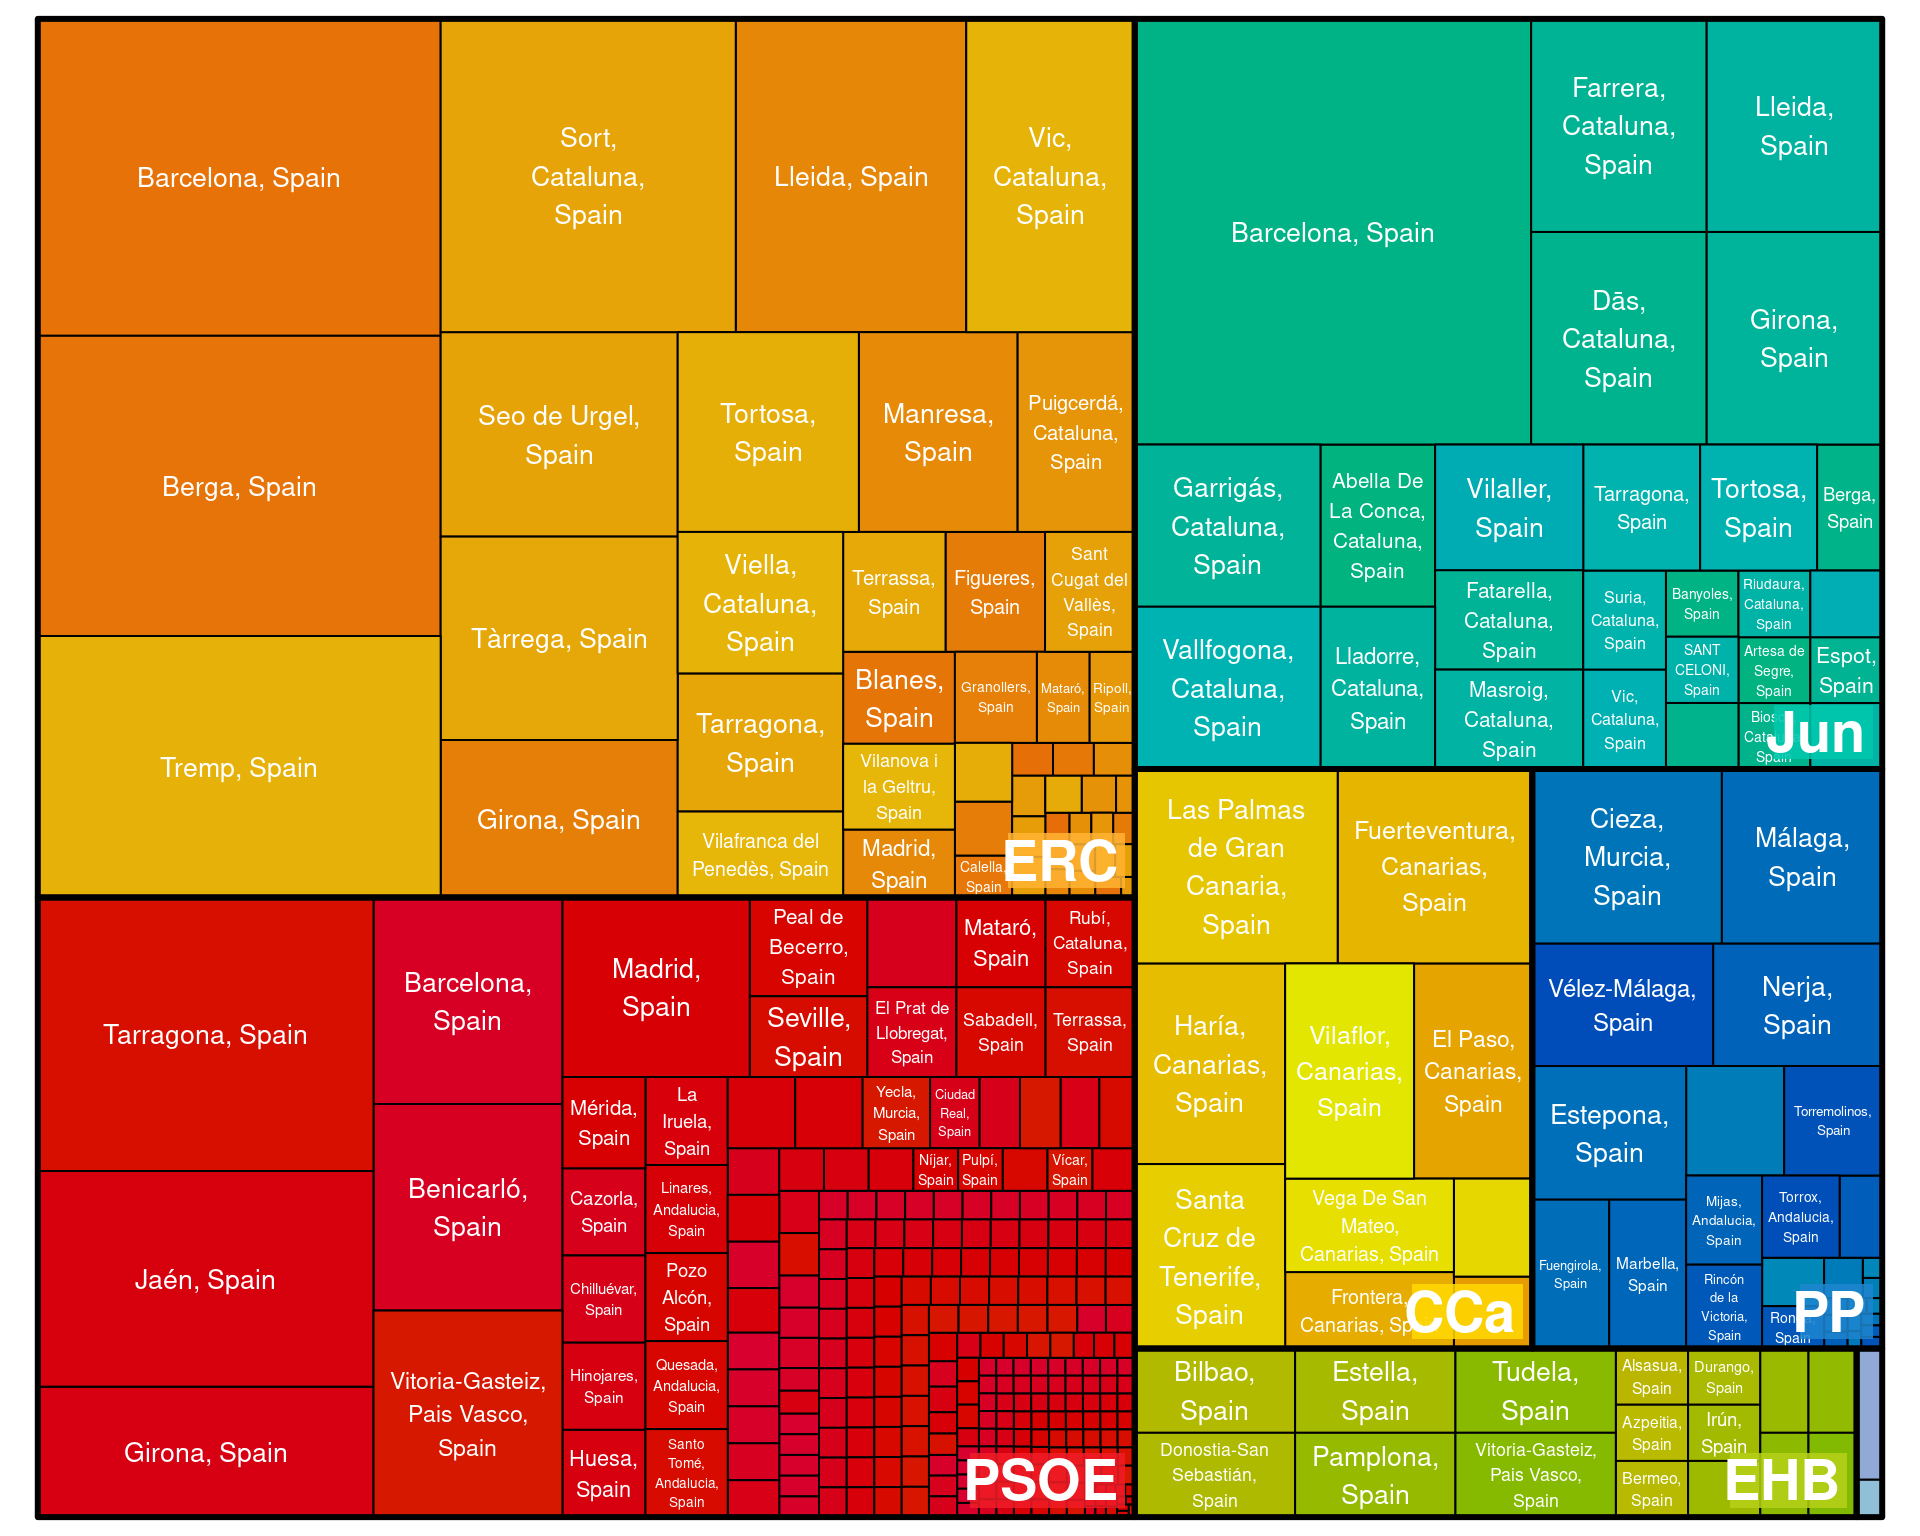 Barcelona, Spain
Berga, Spain
Tremp, Spain
Sort,
Cataluna,
Spain
Lleida, Spain
Vic,
Cataluna,
Spain
Seo de Urgel,
Spain
Tàrrega, Spain
Girona, Spain
Tortosa,
Spain
Manresa,
Spain
Puigcerdá,
Cataluna,
Spain
Viella,
Cataluna,
Spain
Tarragona,
Spain
Vilafranca del
Penedès, Spain
Terrassa,
Spain
Figueres,
Spain
Sant
Cugat del
Vallès,
Spain
Blanes,
Spain
Granollers,
Spain
Mataró,
Spain
Ripoll,
Spain
Vilanova i
la Geltru,
Spain
Madrid,
Spain
Calella,
Spain
ERC
Barcelona, Spain
Farrera,
Cataluna,
Spain
Lleida,
Spain
Dās,
Cataluna,
Spain
Girona,
Spain
Garrigás,
Cataluna,
Spain
Abella De
La Conca,
Cataluna,
Spain
Vilaller,
Spain
Tarragona,
Spain
Tortosa,
Spain
Berga,
Spain
Vallfogona,
Cataluna,
Spain
Lladorre,
Cataluna,
Spain
Fatarella,
Cataluna,
Spain
Masroig,
Cataluna,
Spain
Suria,
Cataluna,
Spain
Vic,
Cataluna,
Spain
Banyoles,
Spain
SANT
CELONI,
Spain
Riudaura,
Cataluna,
Spain
Artesa de
Segre,
Spain
Espot,
Spain
Spain
Jun
Tarragona, Spain
Jaén, Spain
Girona, Spain
Barcelona,
Spain
Benicarló,
Spain
Vitoria-Gasteiz,
Pais Vasco,
Spain
Madrid,
Spain
Peal de
Becerro,
Spain
Seville,
Spain
Mataró,
Spain
Rubí,
Cataluna,
Spain
El Prat de
Llobregat,
Spain
Sabadell,
Spain
Terrassa,
Spain
Mérida,
Spain
La
Iruela,
Spain
Yecla,
Murcia,
Spain
Ciudad
Real,
Spain
Níjar,
Spain
Pulpí,
Spain
Vícar,
Spain
Cazorla,
Spain
Linares,
Andalucia,
Spain
Chilluévar,
Spain
Pozo
Alcón,
Spain
Hinojares,
Spain
Quesada,
Andalucia,
Spain
Huesa,
Spain
Santo
Tomé,
Andalucia,
Spain
PSOE
Las Palmas
de Gran
Canaria,
Spain
Fuerteventura,
Canarias,
Spain
Haría,
Canarias,
Spain
Vilaflor,
Canarias,
Spain
El Paso,
Canarias,
Spain
Santa
Cruz de
Tenerife,
Spain
Vega De San
Mateo,
Canarias, Spain
Frontera,
Canarias,
CCa
Cieza,
Murcia,
Spain
Málaga,
Spain
Vélez-Málaga,
Spain
Nerja,
Spain
Estepona,
Spain
Torremolinos,
Spain
Fuengirola,
Spain
Marbella,
Spain
Mijas,
Andalucia,
Spain
Torrox,
Andalucia,
Spain
Rincón
de la
Victoria,
Spain
Spain
PP
Bilbao,
Spain
Estella,
Spain
Tudela,
Spain
Donostia-San
Sebastián,
Spain
Pamplona,
Spain
Vitoria-Gasteiz,
Pais Vasco,
Spain
Alsasua,
Spain
Durango,
Spain
Azpeitia,
Spain
Irún,
Spain
Bermeo,
Spain
EHB